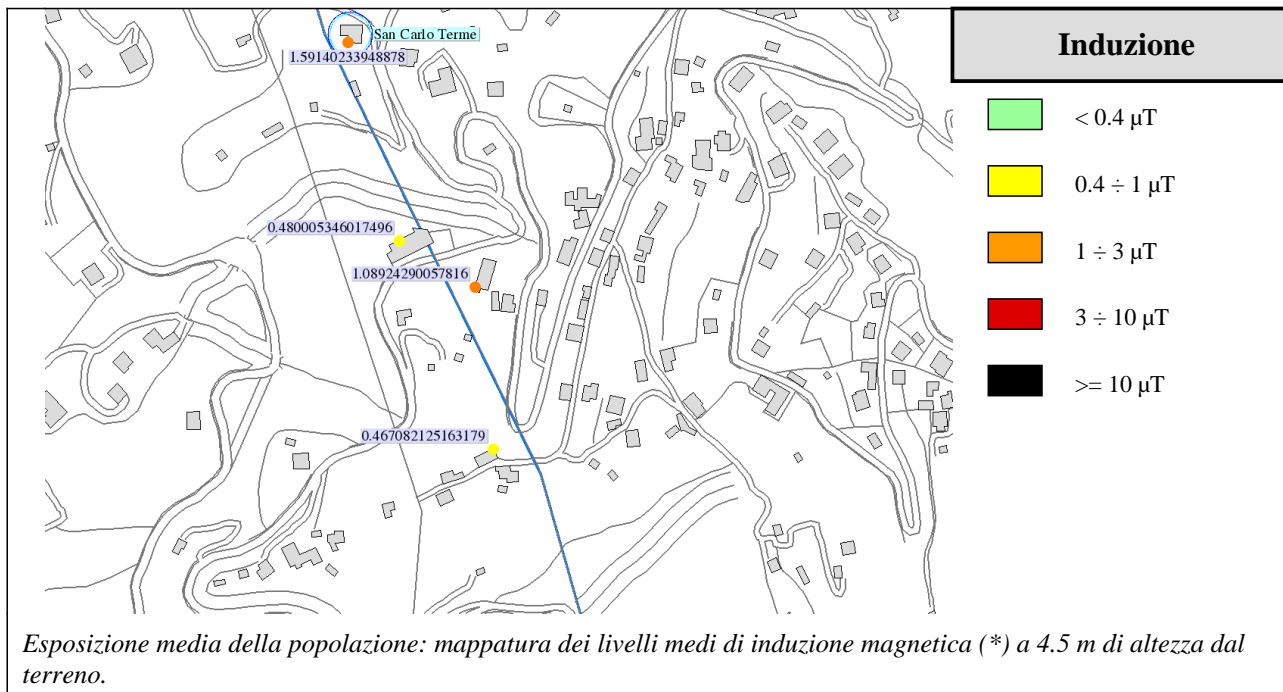 San Carlo Terme
1.59140233948878
0.480005346017496
1.08924290057816
0.467082125163179
Induzione
< 0.4 µT
0.4 ÷ 1 µT
1 ÷ 3 µT
3 ÷ 10 µT
>= 10 µT
Esposizione media della popolazione: mappatura dei livelli medi di induzione magnetica (*) a 4.5 m di altezza dal
terreno.